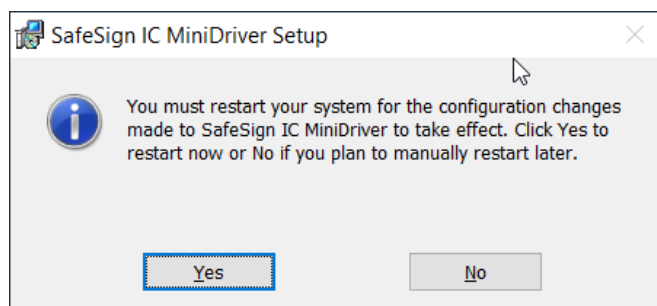 SafeSign IC MiniDriver Setup
You must restart your system for the configuration changes
made to SafeSign IC MiniDriver to take effect. Click Yes to
restart now or No if you plan to manually restart later.
Yes No